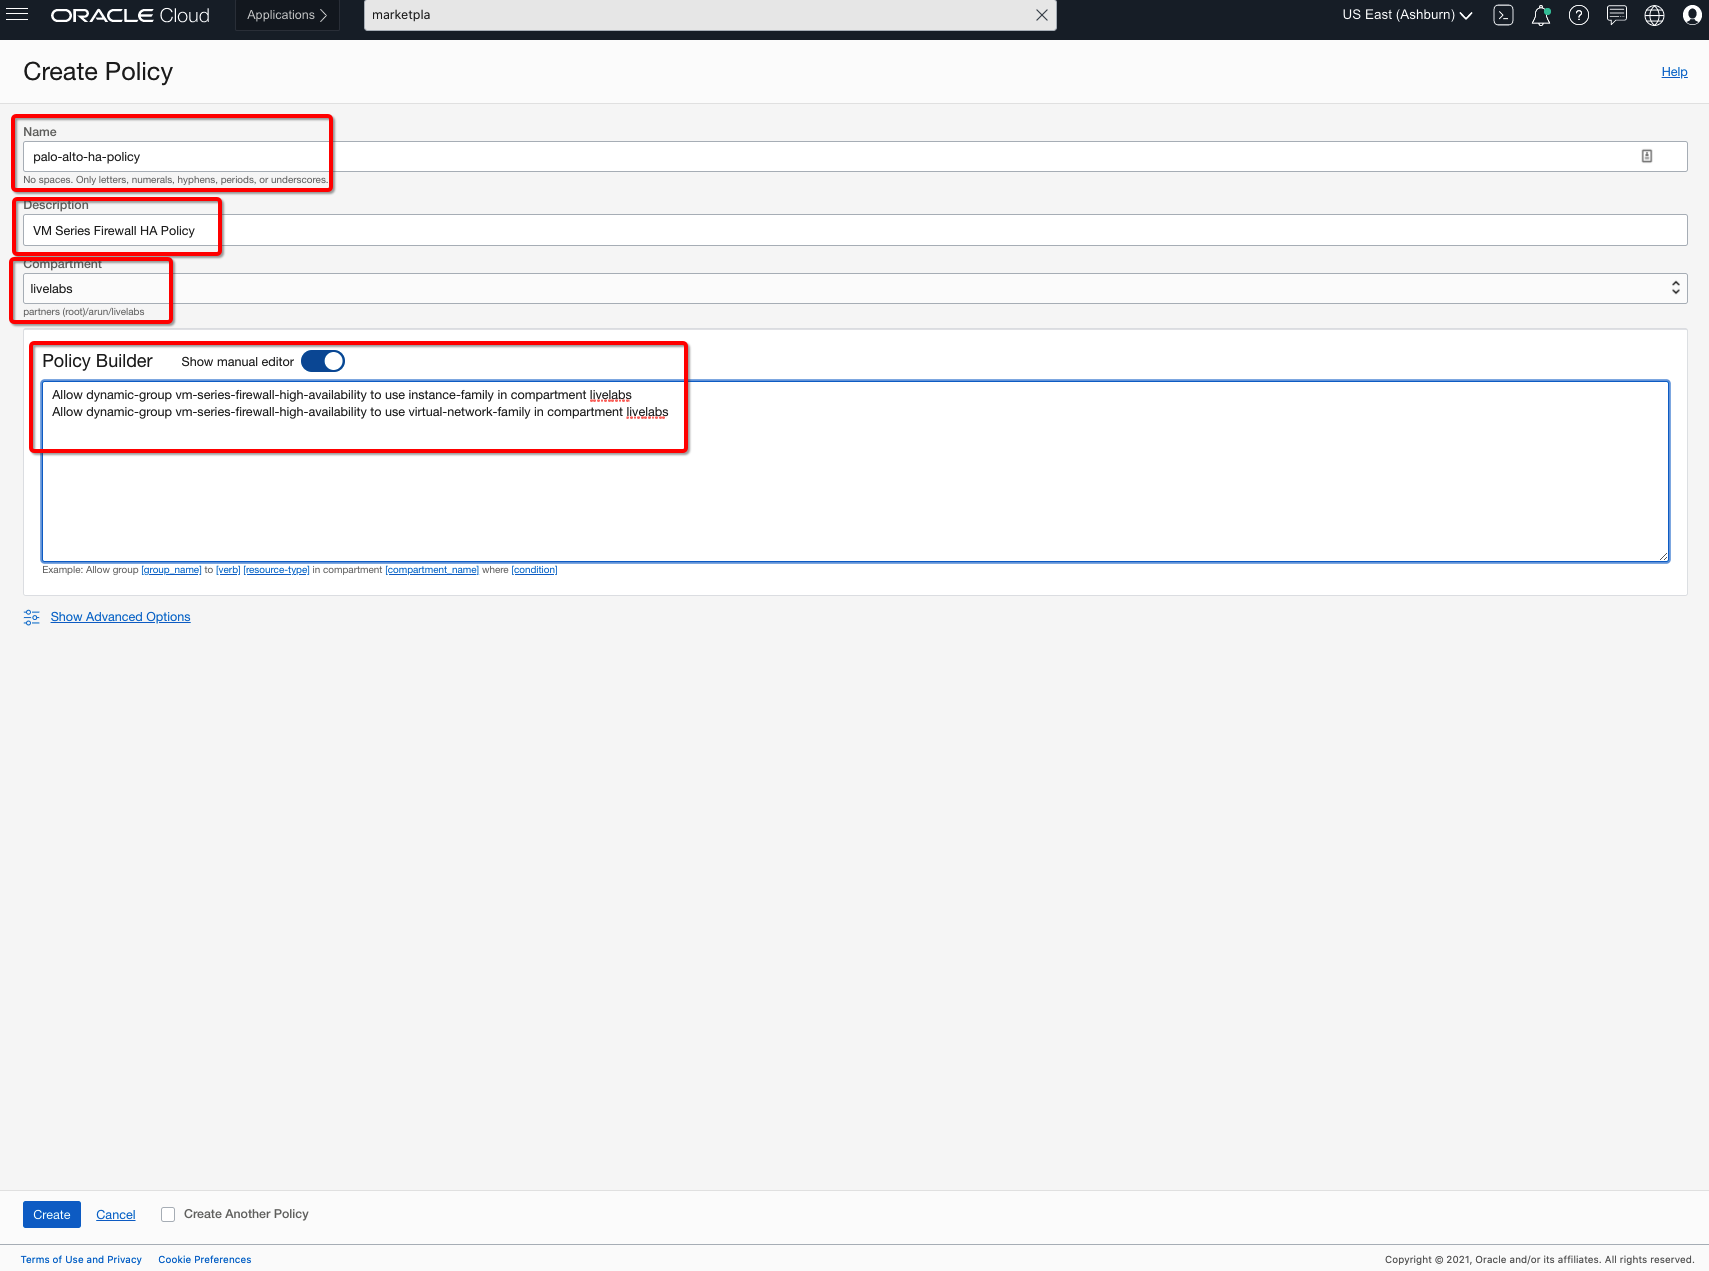 ORACLE Cloud
Applications
marketpla
US East (Ashburn)
Create Policy
Help
Name
palo-alto-ha-policy
No spaces. Only letters, numerals, hyphens, periods, or underscores.
Description
VM Series Firewall HA Policy
Compartment
livelabs
partners (root)/arun/livelabs
Policy Builder
Show manual editor
Allow dynamic-group vm-series-firewall-high-availability to use instance-family in compartment livelabs
Allow dynamic-group vm-series-firewall-high-availability to use virtual-network-family in compartment livelabs
Example: Allow group [group_name] to [verb] [resource-type] in compartment [compartment_name] where [condition]
Show Advanced Options
Create
Cancel
Create Another Policy
Terms of Use and Privacy
Cookie Preferences
Copyright © 2021, Oracle and/or its affiliates. All rights reserved.